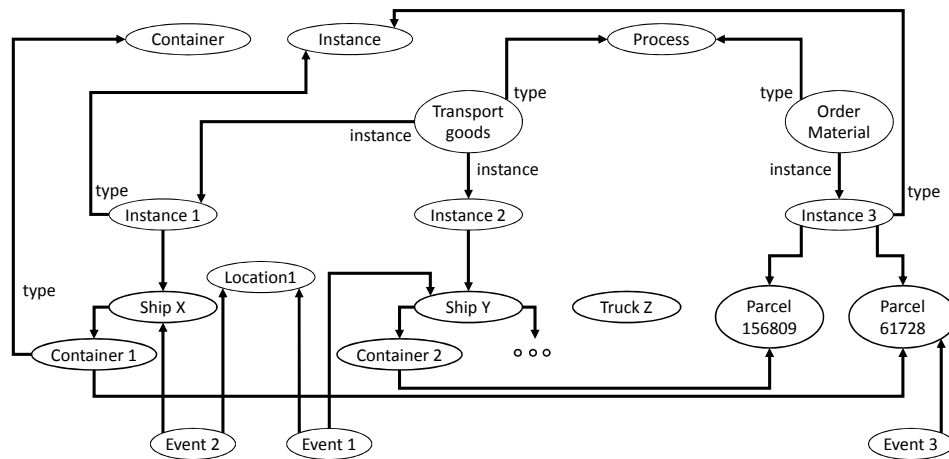 Container
Instance
Process
type
type
Transport
goods
Order
Material
instance
instance
instance
type
type
Instance 1
Instance 2
Instance 3
Location1
type
Ship X
Ship Y
Truck Z
Parcel
156809
Parcel
61728
Container 1
Container 2
Event 2
Event 1
Event 3